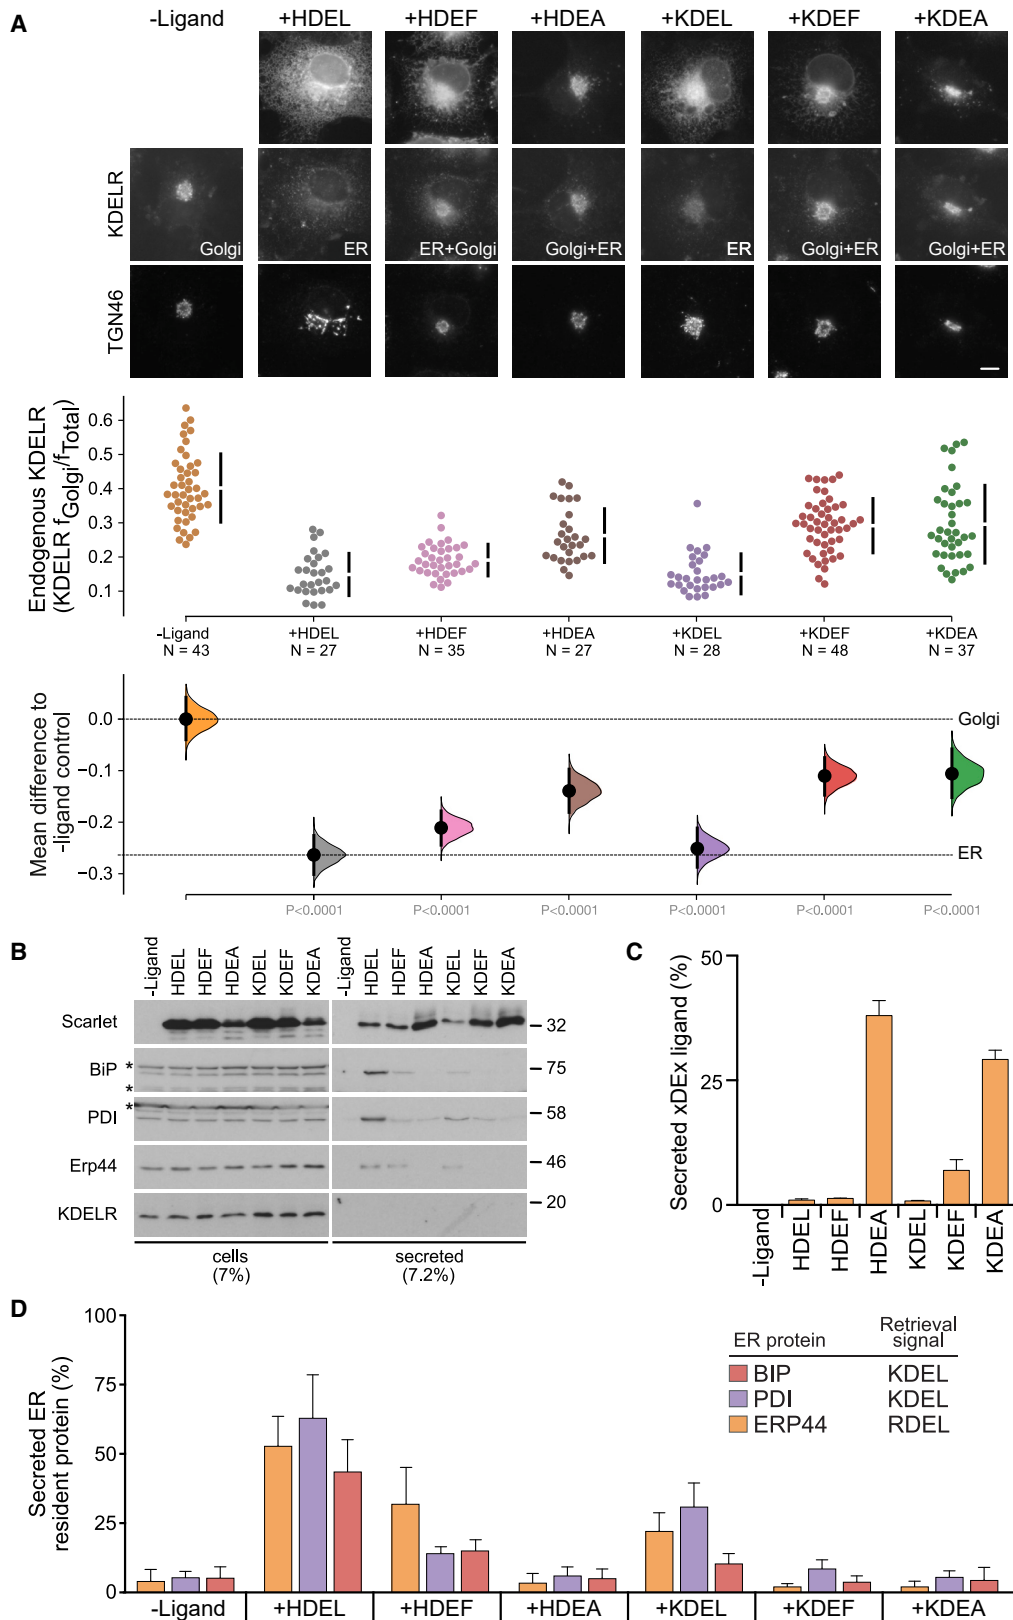 A
-Ligand +HDEL +HDEF +HDEA +KDEL +KDEF +KDEA
KDELR
Golgi ER ER+Golgi Golgi+ER ER Golgi+ER Golgi+ER
TGN46
Endogenous KDELR
(KDELR fGolgi/fTotal)
0.6
0.5
0.4
0.3
0.2
0.1
-Ligand +HDEL +HDEF +HDEA +KDEL +KDEF +KDEA
N = 43 N = 27 N = 35 N = 27 N = 28 N = 48 N = 37
Mean difference to
-ligand control
0.0
−0.1
−0.2
−0.3
Golgi
ER
P<0.0001 P<0.0001 P<0.0001 P<0.0001 P<0.0001 P<0.0001
B
-Ligand HDEL HDEF HDEA KDEL KDEF KDEA -Ligand HDEL HDEF HDEA KDEL KDEF KDEA
Scarlet 32
BiP * * 75
PDI * 58
Erp44 46
KDELR 20
cells secreted
(7%) (7.2%)
C
Secreted xDEx ligand (%)
50
25
0
-Ligand HDEL HDEF HDEA KDEL KDEF KDEA
D
Secreted ER
resident protein (%)
100
75
50
25
0
ER protein Retrieval signal
BIP KDEL
PDI KDEL
ERP44 RDEL
-Ligand +HDEL +HDEF +HDEA +KDEL +KDEF +KDEA